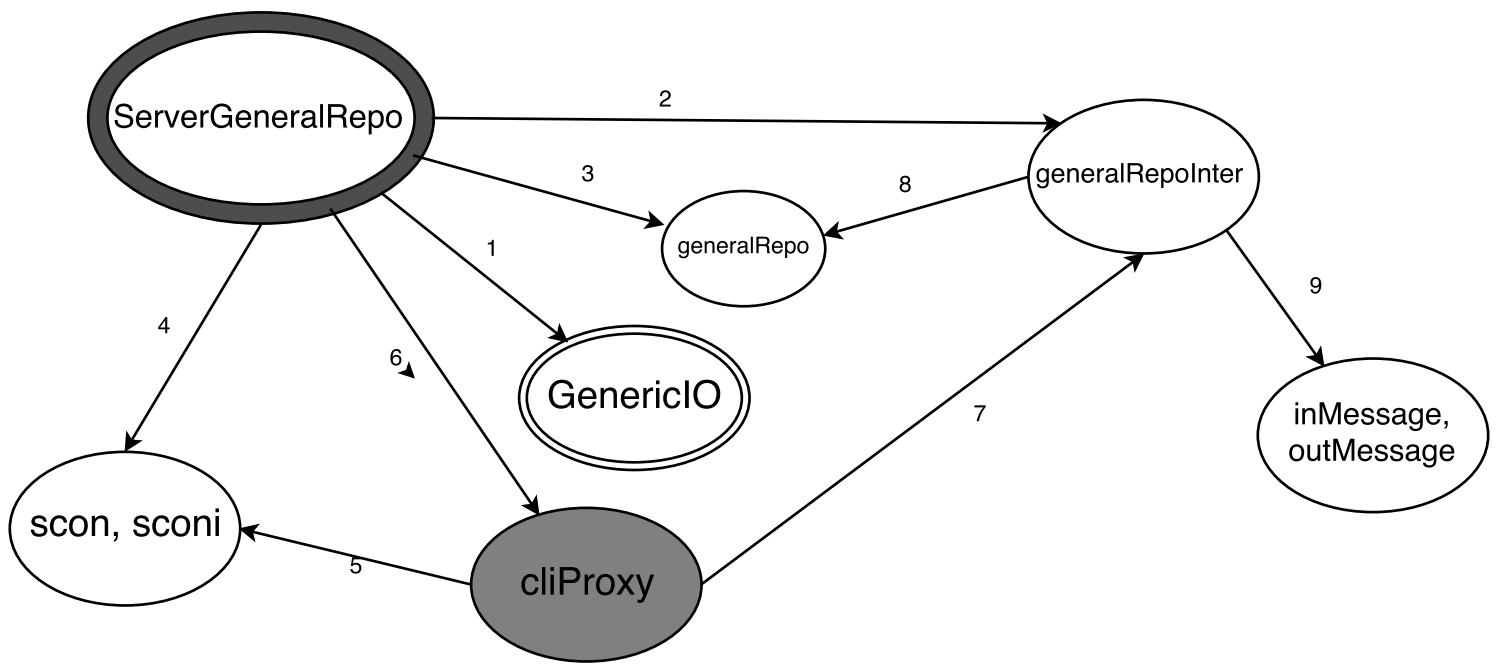 ServerGeneralRepo
2
generalRepoInter
3
8
generalRepo
1
9
4
6
GenericIO
7
inMessage,
outMessage
scon, sconi
5
cliProxy